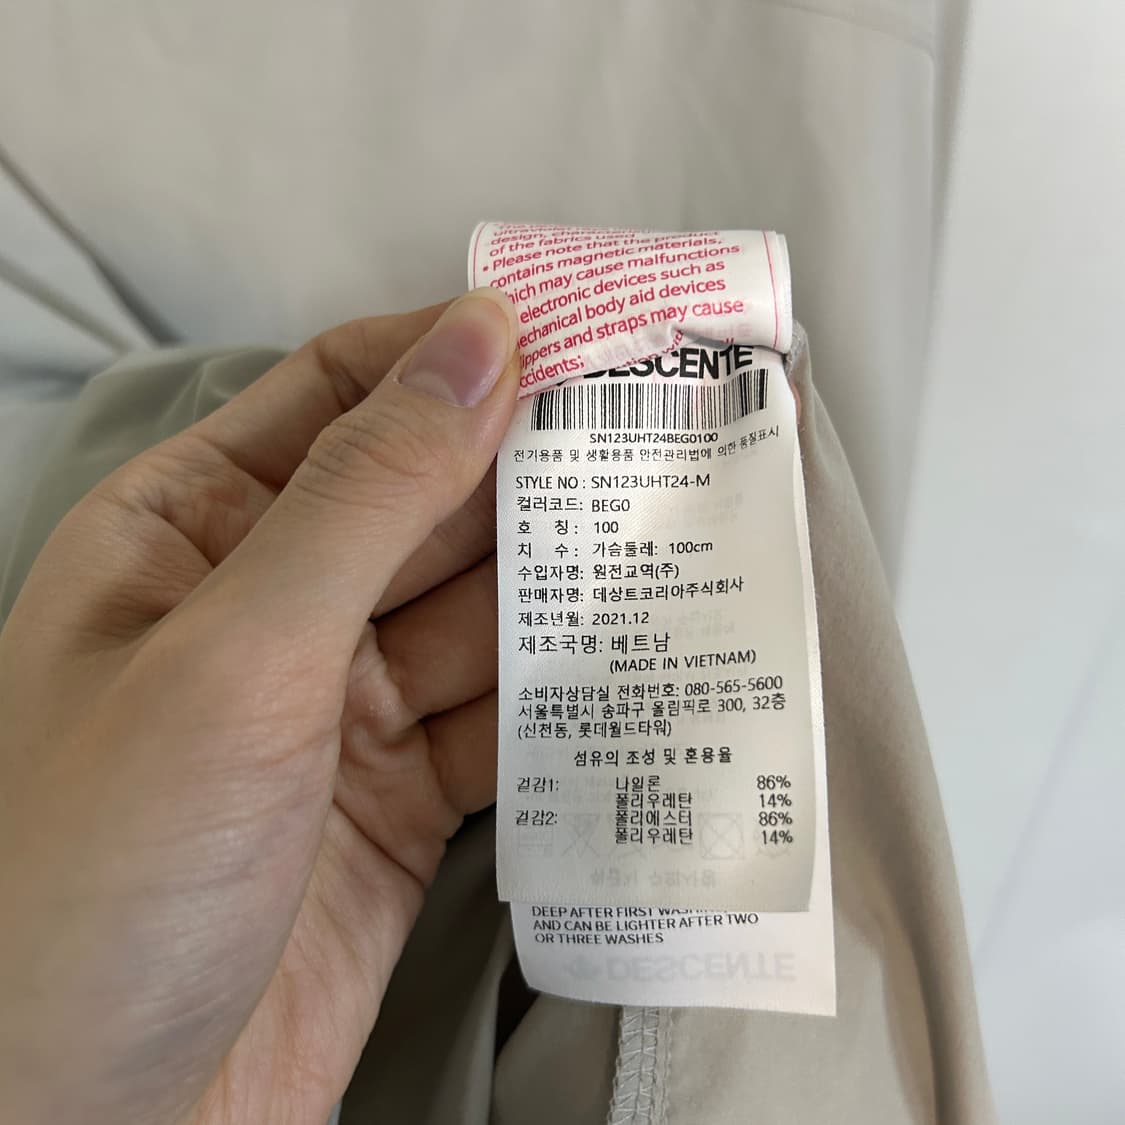 design,
of the fabrics used
• Please note that the product
contains magnetic materials,
which may cause malfunctions
electronic devices such as
mechanical body aid devices
straps may cause
accidents;
DESCENTE
SN123UHT24BEG0100
전기용품 및 생활용품 안전관리법에 의한 품질표시
STYLE NO : SN123UHT24-M
컬러코드: BEG0
호 칭 : 100
치 수 : 가슴둘레: 100cm
수입자명: 원전교역(주)
판매자명: 데상트코리아주식회사
제조년월: 2021.12
제조국명: 베트남
(MADE IN VIETNAM)
소비자상담실 전화번호: 080-565-5600
서울특별시 송파구 올림픽로 300, 32층
(신천동, 롯데월드타워)
섬유의 조성 및 혼용율
겉감1: 나일론 86%
폴리우레탄 14%
겉감2: 폴리에스터 86%
폴리우레탄 14%
DEEP AFTER FIRST
AND CAN BE LIGHTER AFTER TWO
OR THREE WASHES
DESCENTE